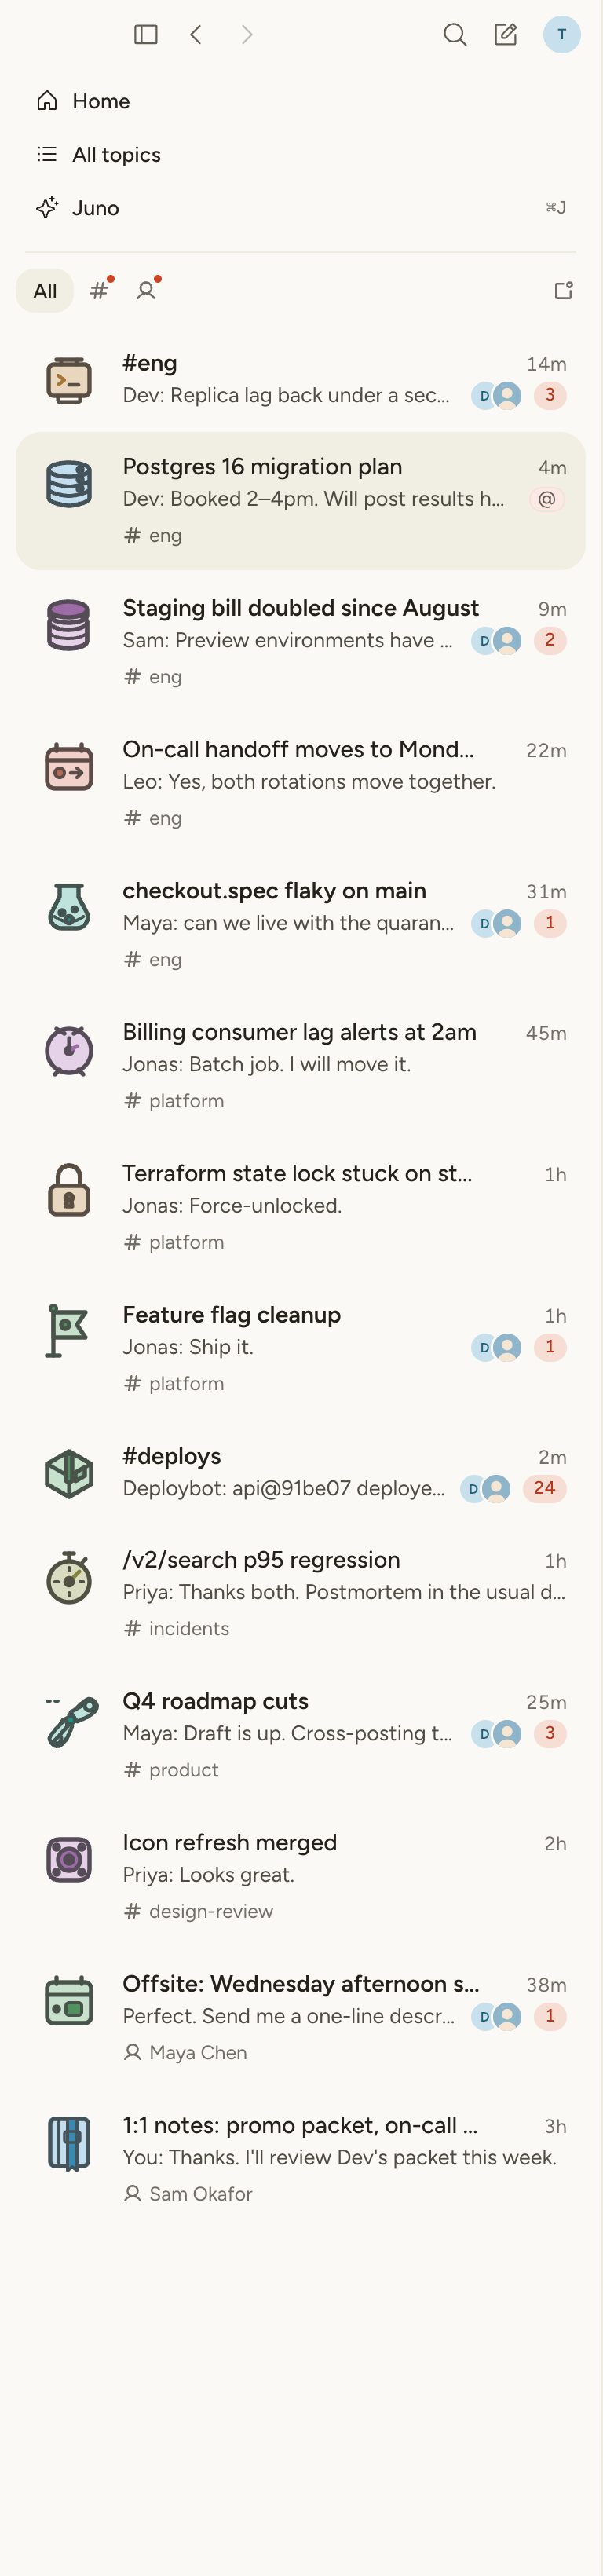 T
Home
All topics
Juno ⌘J
All
#eng 14m
Dev: Replica lag back under a sec... D 3
Postgres 16 migration plan 4m
Dev: Booked 2–4pm. Will post results h... @
# eng
Staging bill doubled since August 9m
Sam: Preview environments have ... D 2
# eng
On-call handoff moves to Mond... 22m
Leo: Yes, both rotations move together.
# eng
checkout.spec flaky on main 31m
Maya: can we live with the quaran... D 1
# eng
Billing consumer lag alerts at 2am 45m
Jonas: Batch job. I will move it.
# platform
Terraform state lock stuck on st... 1h
Jonas: Force-unlocked.
# platform
Feature flag cleanup 1h
Jonas: Ship it. D 1
# platform
#deploys 2m
Deploybot: api@91be07 deploye... D 24
/v2/search p95 regression 1h
Priya: Thanks both. Postmortem in the usual d...
# incidents
Q4 roadmap cuts 25m
Maya: Draft is up. Cross-posting t... D 3
# product
Icon refresh merged 2h
Priya: Looks great.
# design-review
Offsite: Wednesday afternoon s... 38m
Perfect. Send me a one-line descr... D 1
Maya Chen
1:1 notes: promo packet, on-call ... 3h
You: Thanks. I'll review Dev's packet this week.
Sam Okafor